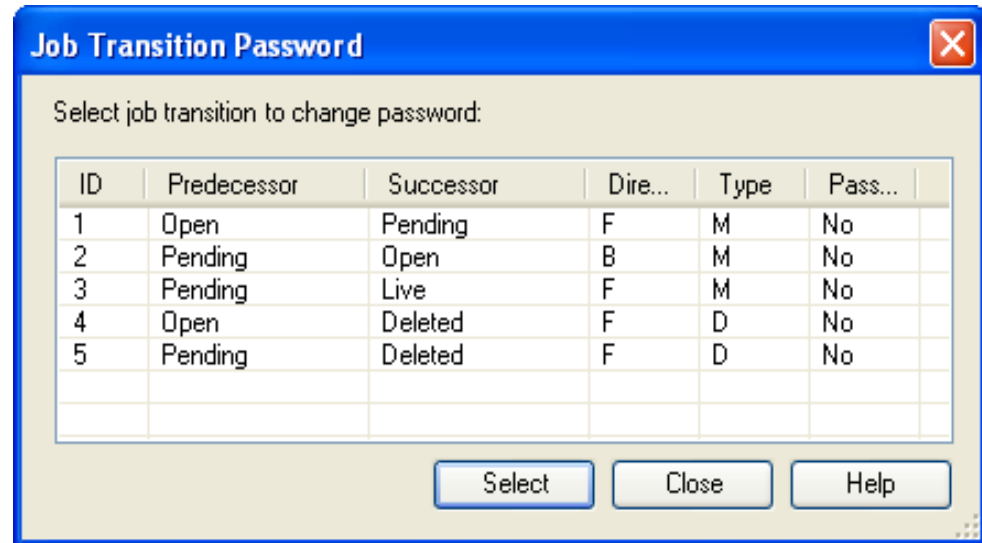 Job Transition Password
Select job transition to change password:
ID Predecessor Successor Dire... Type Pass...
1 Open Pending F M No
2 Pending Open B M No
3 Pending Live F M No
4 Open Deleted F D No
5 Pending Deleted F D No
Select Close Help